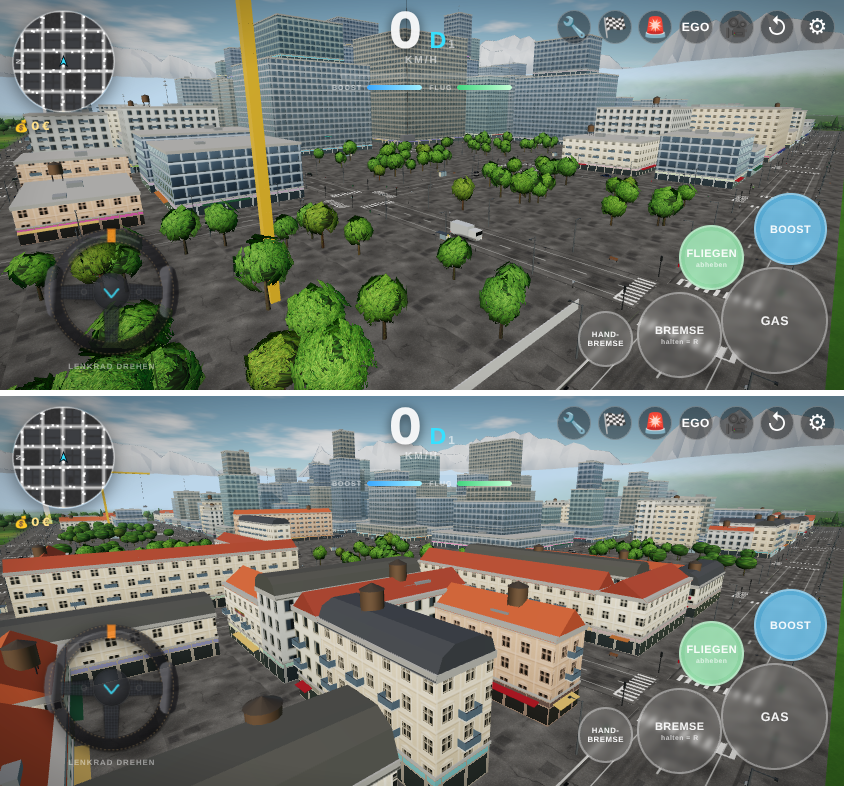 0 D1
KM/H
BOOST FLUG
EGO
N
0 €
BOOST
FLIEGEN
abheben
GAS
HAND-
BREMSE
BREMSE
halten = R
LENKRAD DREHEN
0 D1
KM/H
BOOST FLUG
EGO
N
0 €
BOOST
FLIEGEN
abheben
GAS
HAND-
BREMSE
BREMSE
halten = R
LENKRAD DREHEN